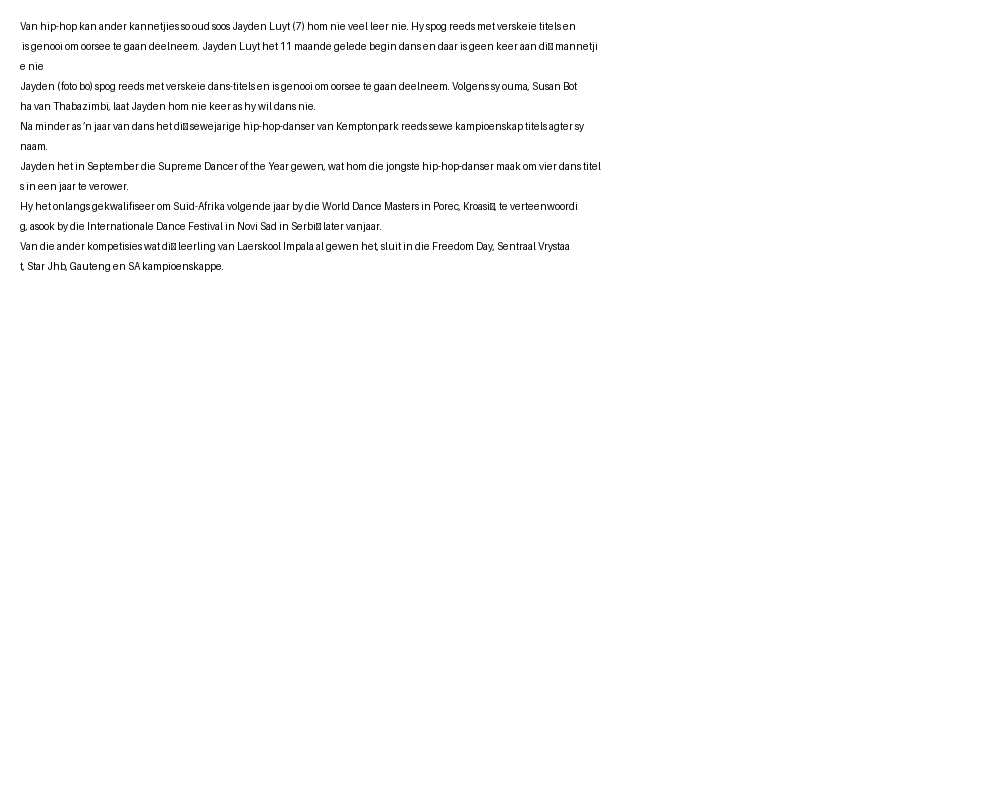 Van hip-hop kan ander kannetjies so oud soos Jayden Luyt (7) hom nie veel leer nie. Hy spog reeds met verskeie titels en
is genooi om oorsee te gaan deelneem. Jayden Luyt het 11 maande gelede begin dans en daar is geen keer aan di□ mannetji
e nie
Jayden (foto bo) spog reeds met verskeie dans-titels en is genooi om oorsee te gaan deelneem. Volgens sy ouma, Susan Bot
ha van Thabazimbi, laat Jayden hom nie keer as hy wil dans nie.
Na minder as ’n jaar van dans het di□ sewejarige hip-hop-danser van Kemptonpark reeds sewe kampioenskap titels agter sy
naam.
Jayden het in September die Supreme Dancer of the Year gewen, wat hom die jongste hip-hop-danser maak om vier dans titel
s in een jaar te verower.
Hy het onlangs gekwalifiseer om Suid-Afrika volgende jaar by die World Dance Masters in Porec, Kroasi□, te verteenwoordi
g, asook by die Internationale Dance Festival in Novi Sad in Serbi□ later vanjaar.
Van die ander kompetisies wat di□ leerling van Laerskool Impala al gewen het, sluit in die Freedom Day, Sentraal Vrystaa
t, Star Jhb, Gauteng en SA kampioenskappe.